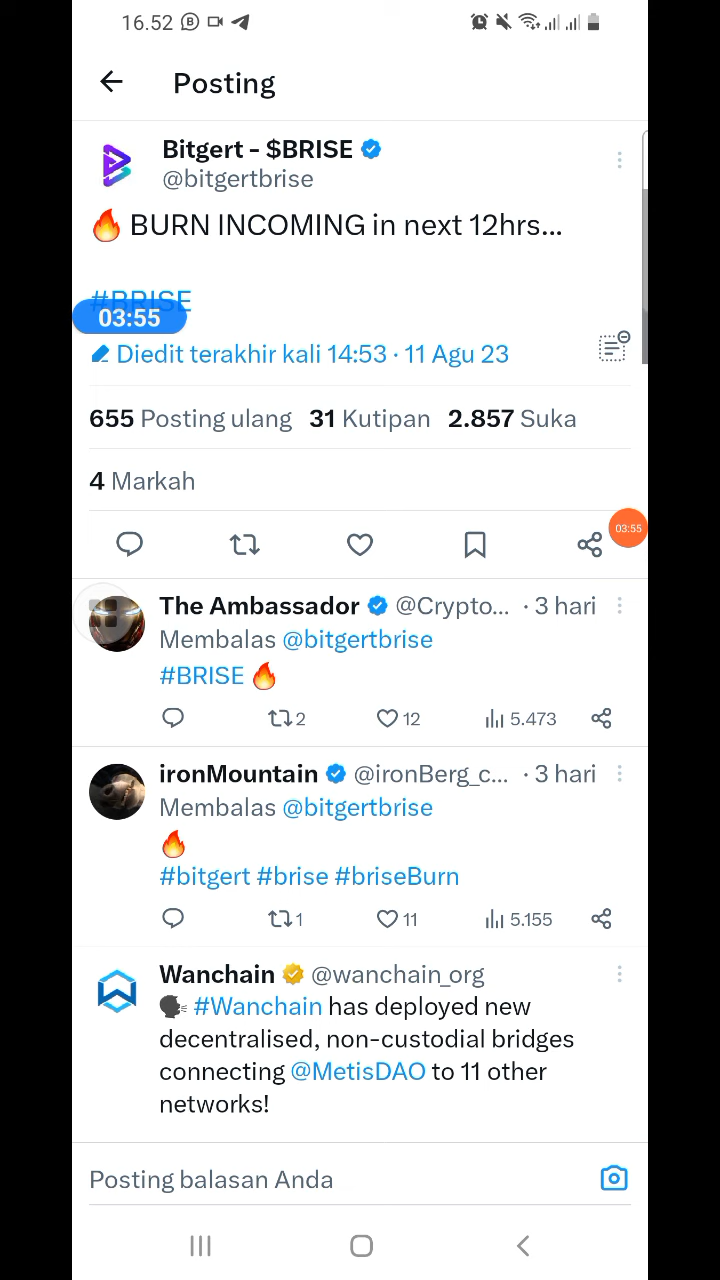 16.52
Posting
Bitgert - $BRISE
@bitgertbrise
🔥 BURN INCOMING in next 12hrs...
#BRISE
03:55
Diedit terakhir kali 14:53 · 11 Agu 23
655 Posting ulang 31 Kutipan 2.857 Suka
4 Markah
03:55
The Ambassador @Crypto... · 3 hari
Membalas @bitgertbrise
#BRISE 🔥
2 12 5.473
ironMountain @ironBerg_c... · 3 hari
Membalas @bitgertbrise
🔥
#bitgert #brise #briseBurn
1 11 5.155
Wanchain @wanchain_org
🗣 #Wanchain has deployed new
decentralised, non-custodial bridges
connecting @MetisDAO to 11 other
networks!
Posting balasan Anda